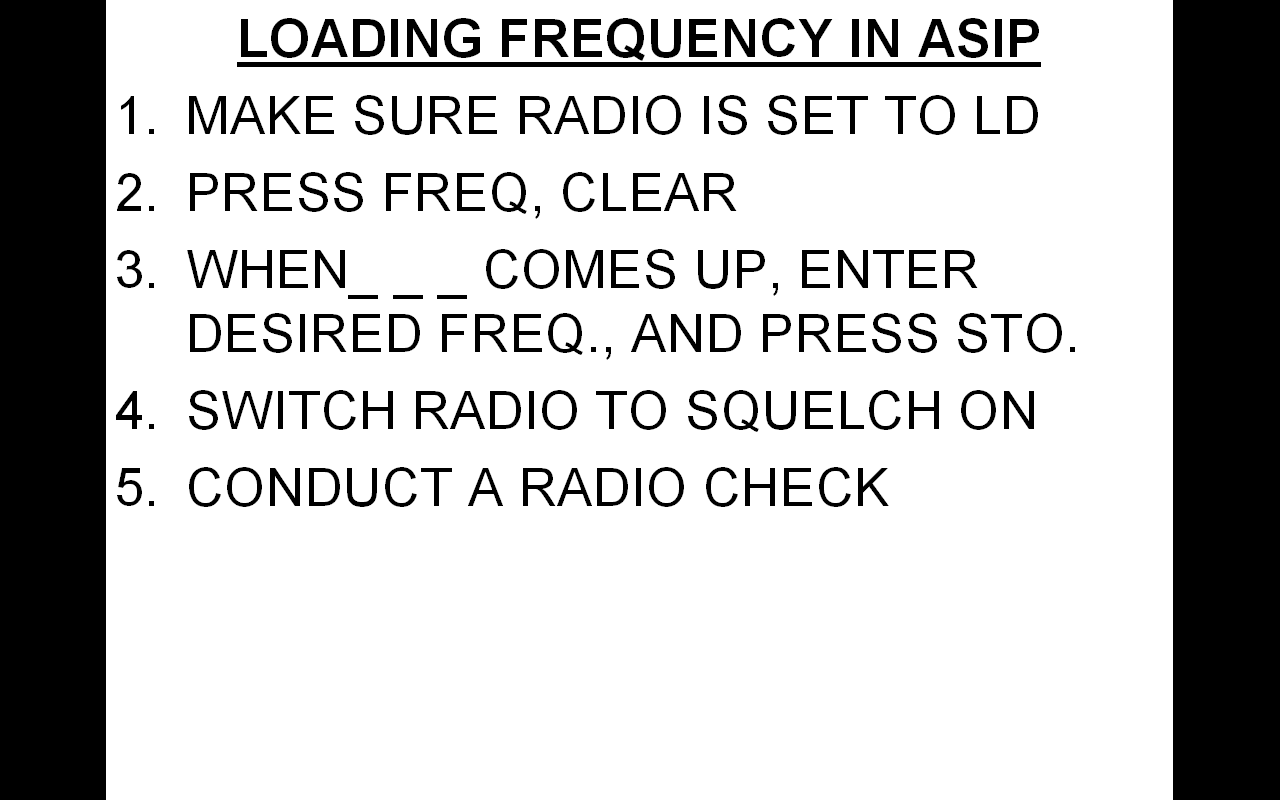 LOADING FREQUENCY IN ASIP
1. MAKE SURE RADIO IS SET TO LD
2. PRESS FREQ, CLEAR
3. WHEN_ _ _ COMES UP, ENTER
DESIRED FREQ., AND PRESS STO.
4. SWITCH RADIO TO SQUELCH ON
5. CONDUCT A RADIO CHECK